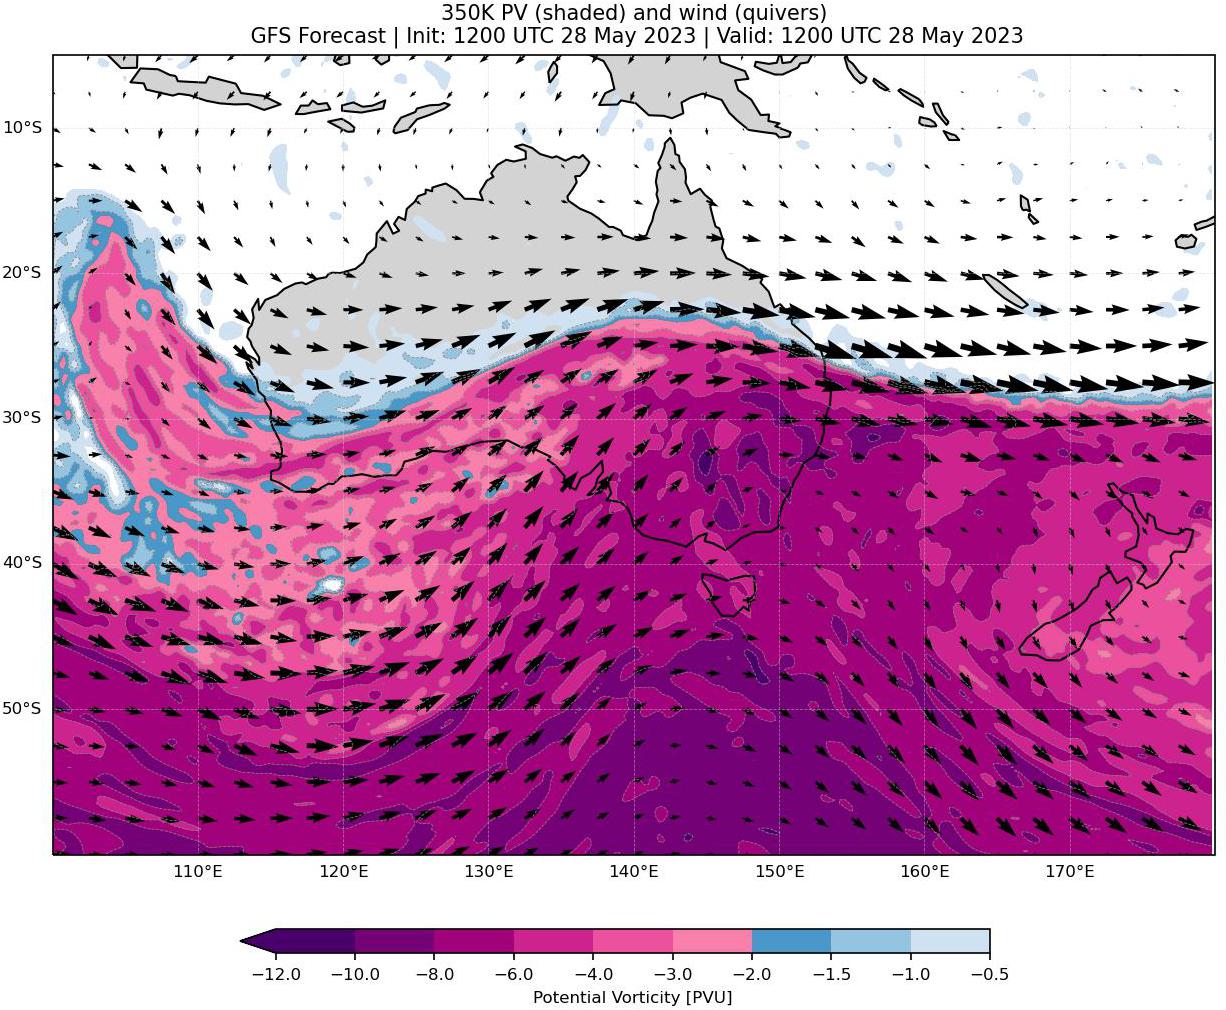 350K PV (shaded) and wind (quivers)
GFS Forecast | Init: 1200 UTC 28 May 2023 | Valid: 1200 UTC 28 May 2023
10°S
20°S
30°S
40°S
50°S
110°E 120°E 130°E 140°E 150°E 160°E 170°E
−12.0 −10.0 −8.0 −6.0 −4.0 −3.0 −2.0 −1.5 −1.0 −0.5
Potential Vorticity [PVU]